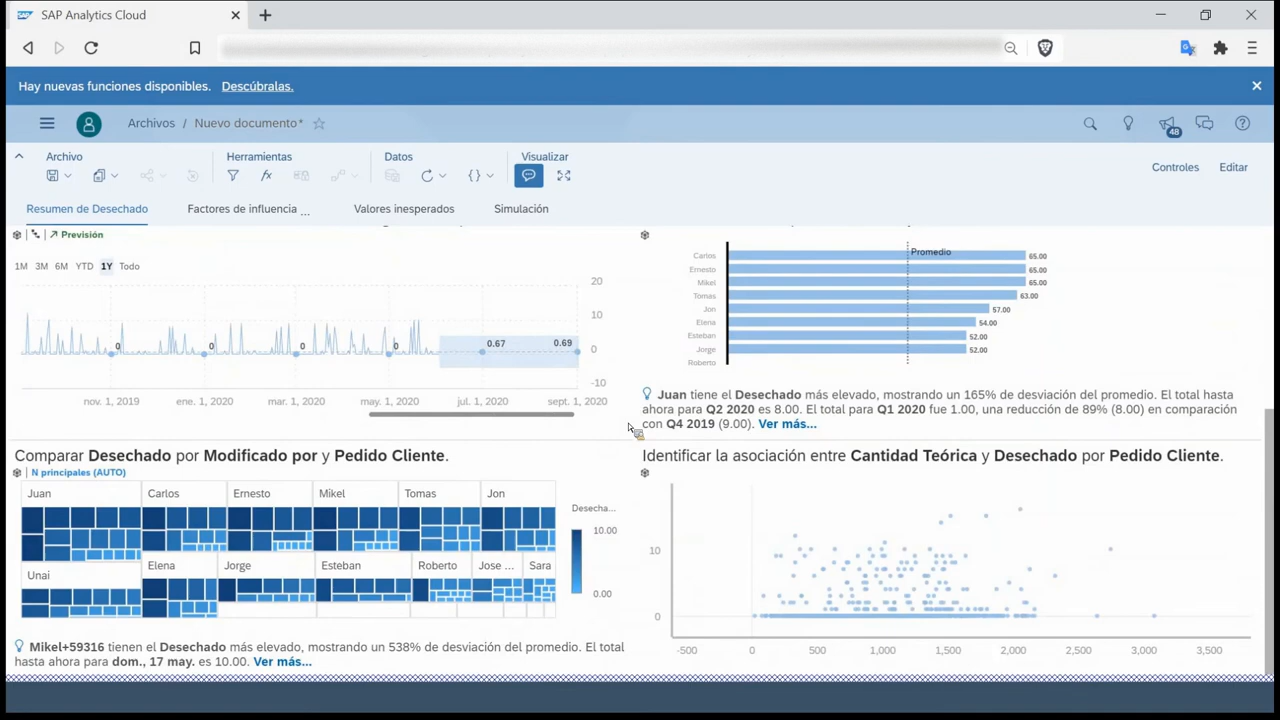 SAP Analytics Cloud
Hay nuevas funciones disponibles. Descúbralas.
Archivos / Nuevo documento*
48
Archivo
Herramientas
Datos
Visualizar
Controles
Editar
Resumen de Desechado
Factores de influencia ...
Valores inesperados
Simulación
Previsión
1M 3M 6M YTD 1Y Todo
20
10
0
-10
0
0
0
0
0.67
0.69
nov. 1, 2019
ene. 1, 2020
mar. 1, 2020
may. 1, 2020
jul. 1, 2020
sept. 1, 2020
Promedio
Carlos 65.00
Ernesto 65.00
Mikel 65.00
Tomas 63.00
Jon 57.00
Elena 54.00
Esteban 52.00
Jorge 52.00
Roberto
Juan tiene el Desechado más elevado, mostrando un 165% de desviación del promedio. El total hasta
ahora para Q2 2020 es 8.00. El total para Q1 2020 fue 1.00, una reducción de 89% (8.00) en comparación
con Q4 2019 (9.00). Ver más...
Comparar Desechado por Modificado por y Pedido Cliente.
N principales (AUTO)
Juan
Carlos
Ernesto
Mikel
Tomas
Jon
Unai
Elena
Jorge
Esteban
Roberto
Jose ...
Sara
Desecha...
10.00
0.00
Mikel+59316 tienen el Desechado más elevado, mostrando un 538% de desviación del promedio. El total
hasta ahora para dom., 17 may. es 10.00. Ver más...
Identificar la asociación entre Cantidad Teórica y Desechado por Pedido Cliente.
10
0
-500
0
500
1,000
1,500
2,000
2,500
3,000
3,500